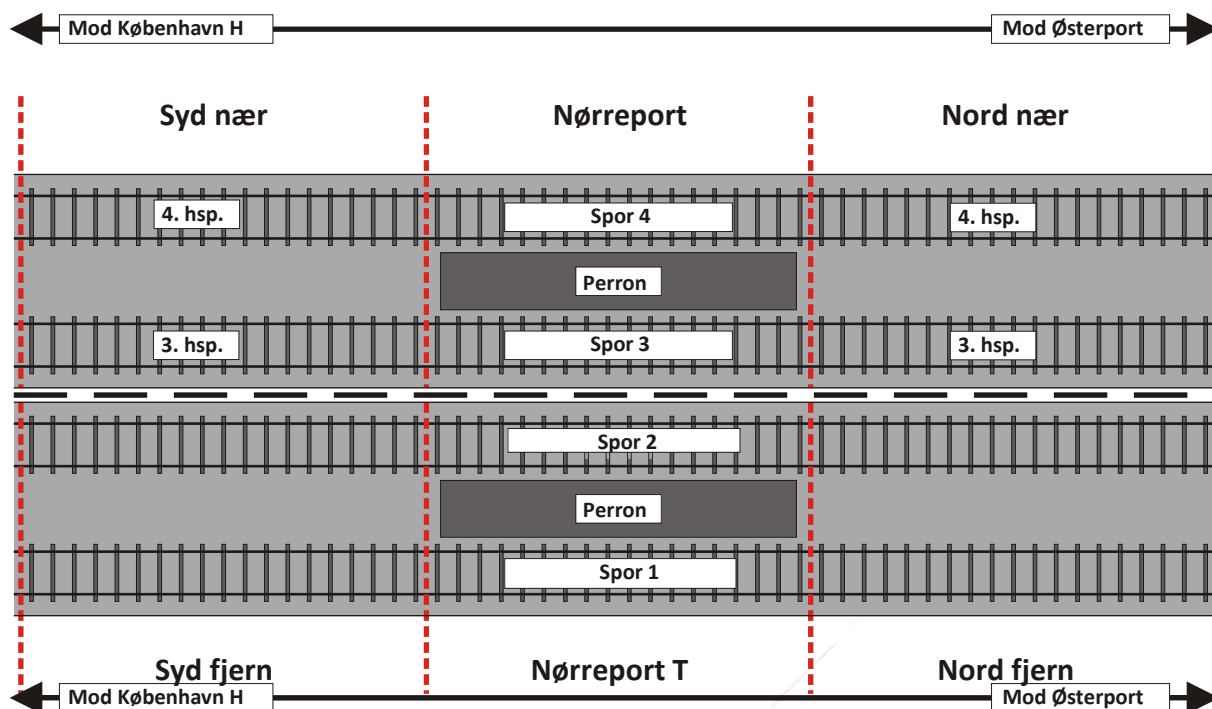 Mod København H
Mod Østerport
Syd nær
Nørreport
Nord nær
4. hsp.
Spor 4
4. hsp.
Perron
3. hsp.
Spor 3
3. hsp.
Spor 2
Perron
Spor 1
Syd fjern
Nørreport T
Nord fjern
Mod København H
Mod Østerport